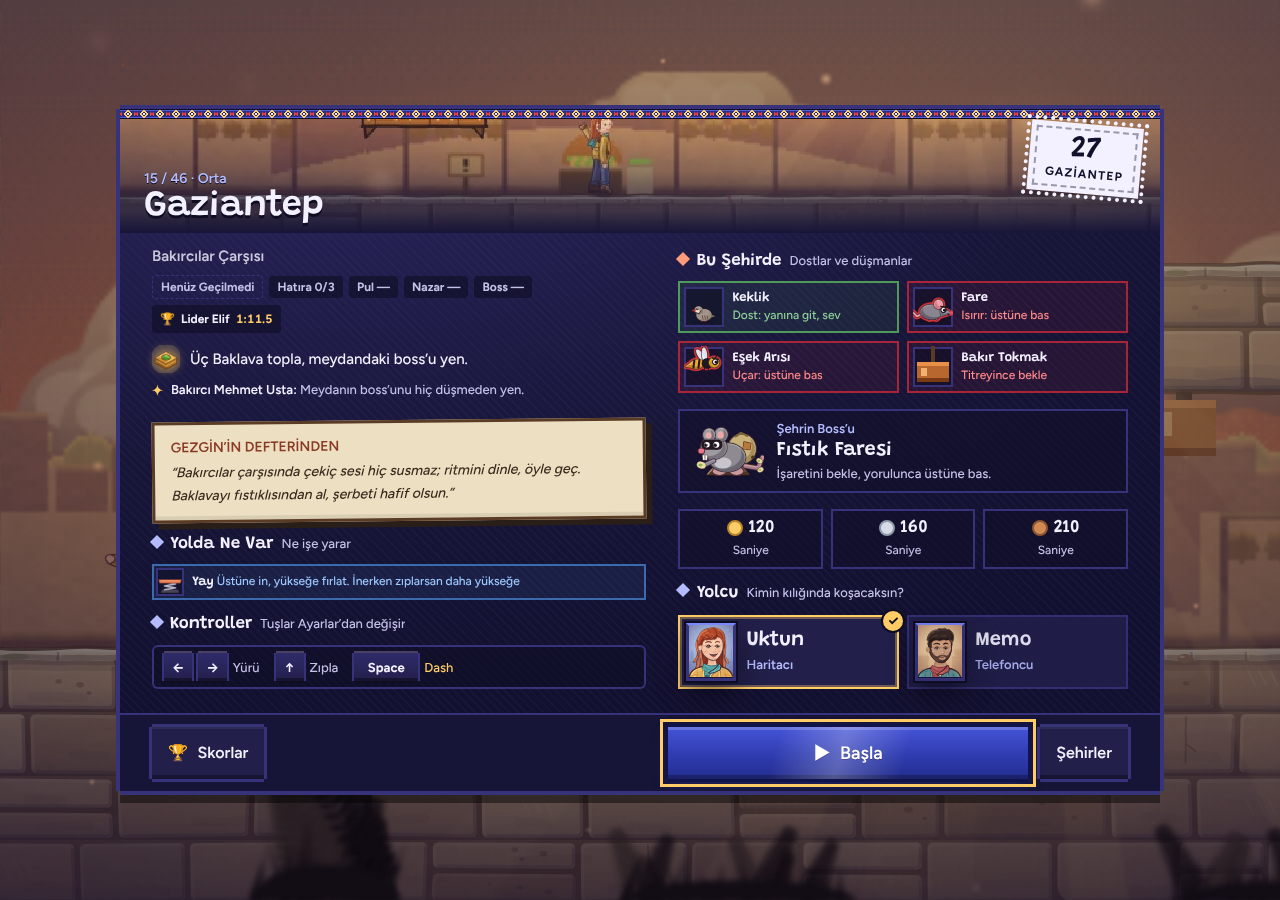 15 / 46 · Orta
Gaziantep
27
GAZİANTEP
Bakırcılar Çarşısı
Henüz Geçilmedi
Hatıra 0/3
Pul —
Nazar —
Boss —
Lider Elif 1:11.5
Üç Baklava topla, meydandaki boss’u yen.
Bakırcı Mehmet Usta: Meydanın boss’unu hiç düşmeden yen.
GEZGİN’İN DEFTERİNDEN
“Bakırcılar çarşısında çekiç sesi hiç susmaz; ritmini dinle, öyle geç.
Baklavayı fıstıklısından al, şerbeti hafif olsun.”
Yolda Ne Var Ne işe yarar
Yay Üstüne in, yükseğe fırlat. İnerken zıplarsan daha yükseğe
Kontroller Tuşlar Ayarlar’dan değişir
← → Yürü ↑ Zıpla Space Dash
Bu Şehirde Dostlar ve düşmanlar
Keklik
Dost: yanına git, sev
Fare
Isırır: üstüne bas
Eşek Arısı
Uçar: üstüne bas
Bakır Tokmak
Titreyince bekle
Şehrin Boss’u
Fıstık Faresi
İşaretini bekle, yorulunca üstüne bas.
120
Saniye
160
Saniye
210
Saniye
Yolcu Kimin kılığında koşacaksın?
Uktun
Haritacı
Memo
Telefoncu
Skorlar
Başla
Şehirler